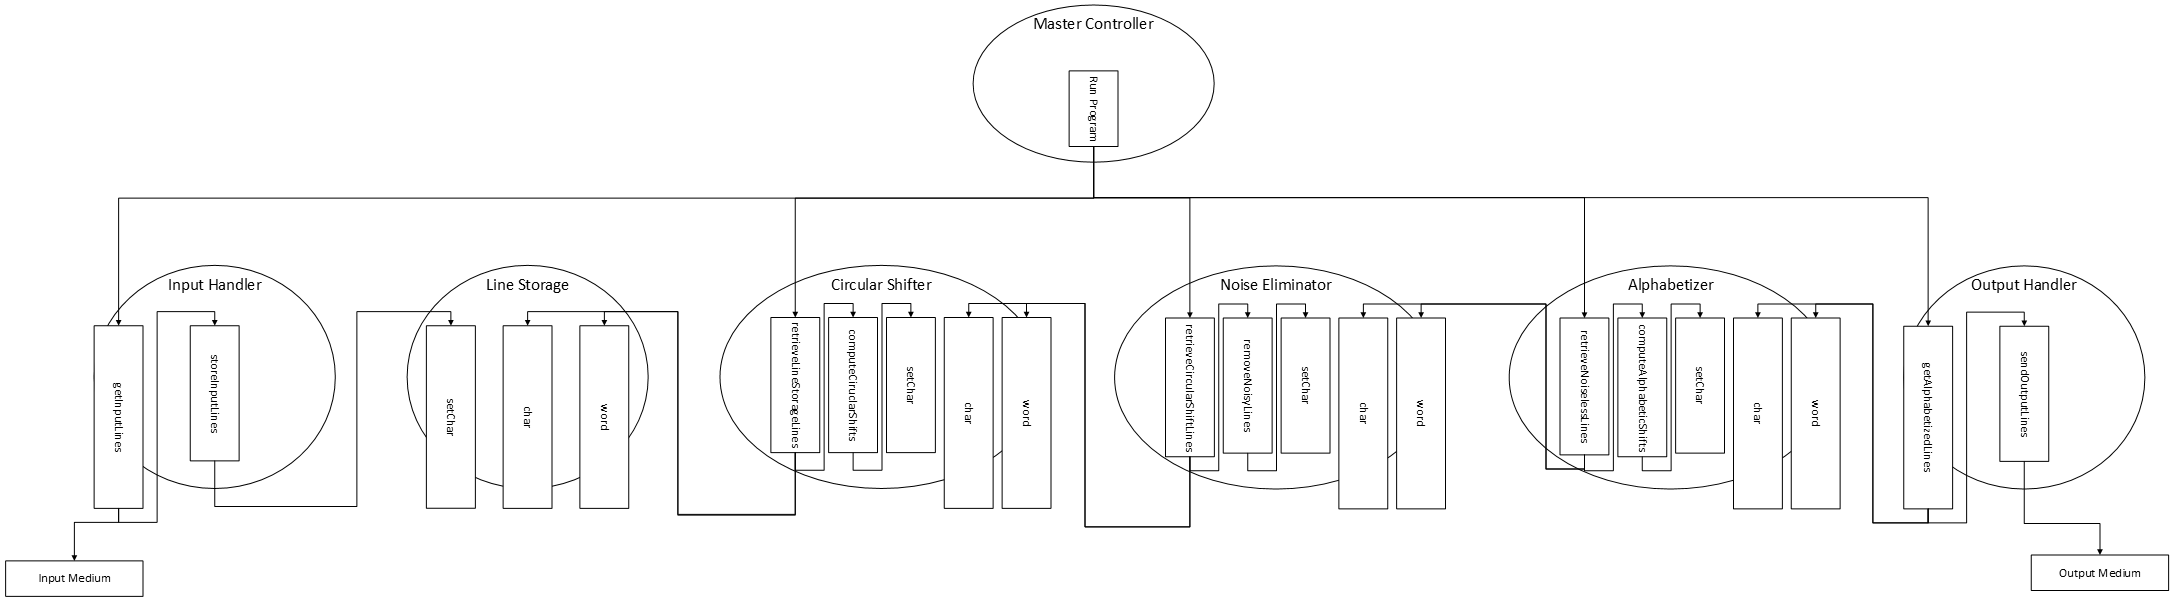 Master Controller
Run Program
Input Handler
Line Storage
Circular Shifter
Noise Eliminator
Alphabetizer
Output Handler
getInputLines
storeInputLines
setChar
char
word
retrieveLineStorageLines
computeCircularShifts
setChar
char
word
retrieveCircularShiftLines
removeNoisyLines
setChar
char
word
retrieveNoiselessLines
computeAlphabeticShifts
setChar
char
word
getAlphabetizedLines
sendOutputLines
Input Medium
Output Medium